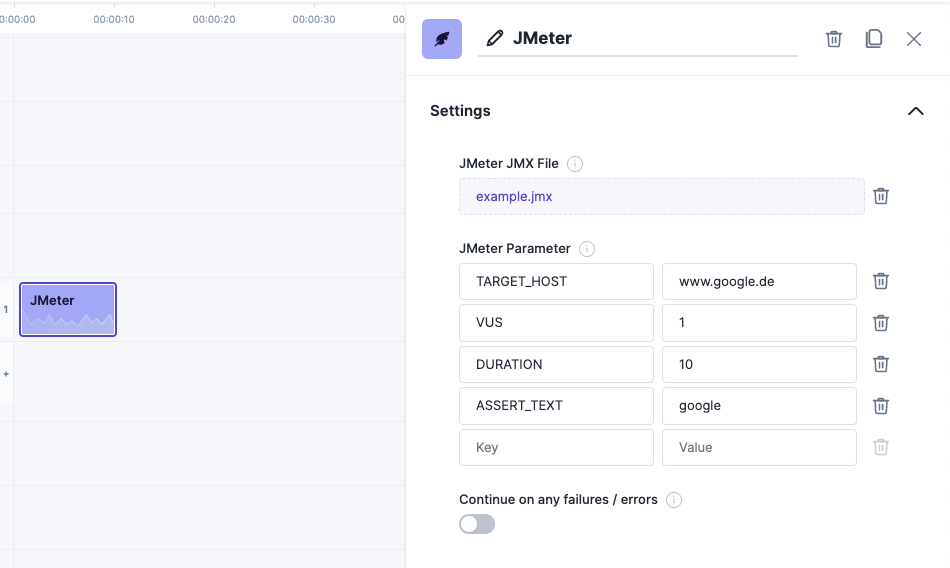 0:00:00 00:00:10 00:00:20 00:00:30 00
JMeter
Settings
JMeter JMX File
example.jmx
JMeter Parameter
TARGET_HOST www.google.de
VUS 1
DURATION 10
ASSERT_TEXT google
Key Value
Continue on any failures / errors
1 JMeter
+